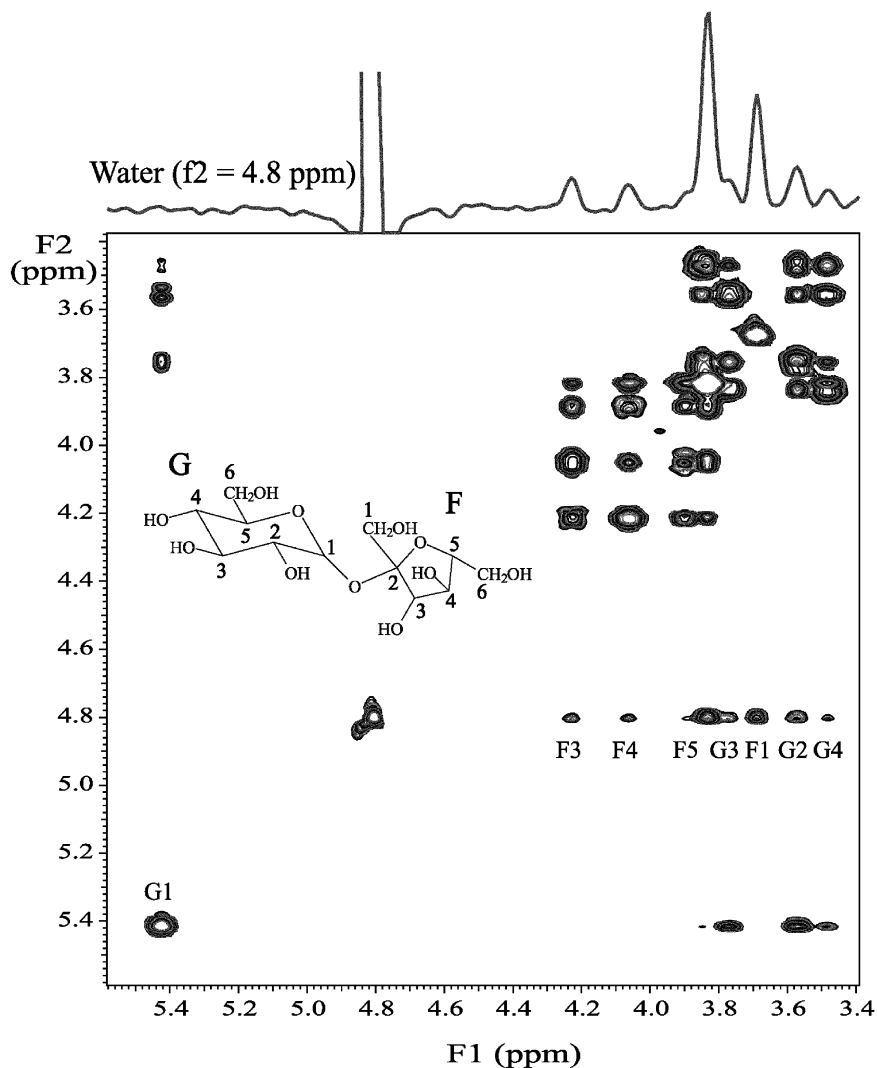 Water (f2 = 4.8 ppm)
F2
(ppm)
3.6
3.8
4.0
4.2
4.4
4.6
4.8
5.0
5.2
5.4
G
6
CH₂OH
4
HO
O
5
HO
2
1
3
OH
O
1
CH₂OH
F
O
5
HO
CH₂OH
2
4
6
3
HO
F3 F4 F5 G3 F1 G2 G4
G1
5.4 5.2 5.0 4.8 4.6 4.4 4.2 4.0 3.8 3.6 3.4
F1 (ppm)